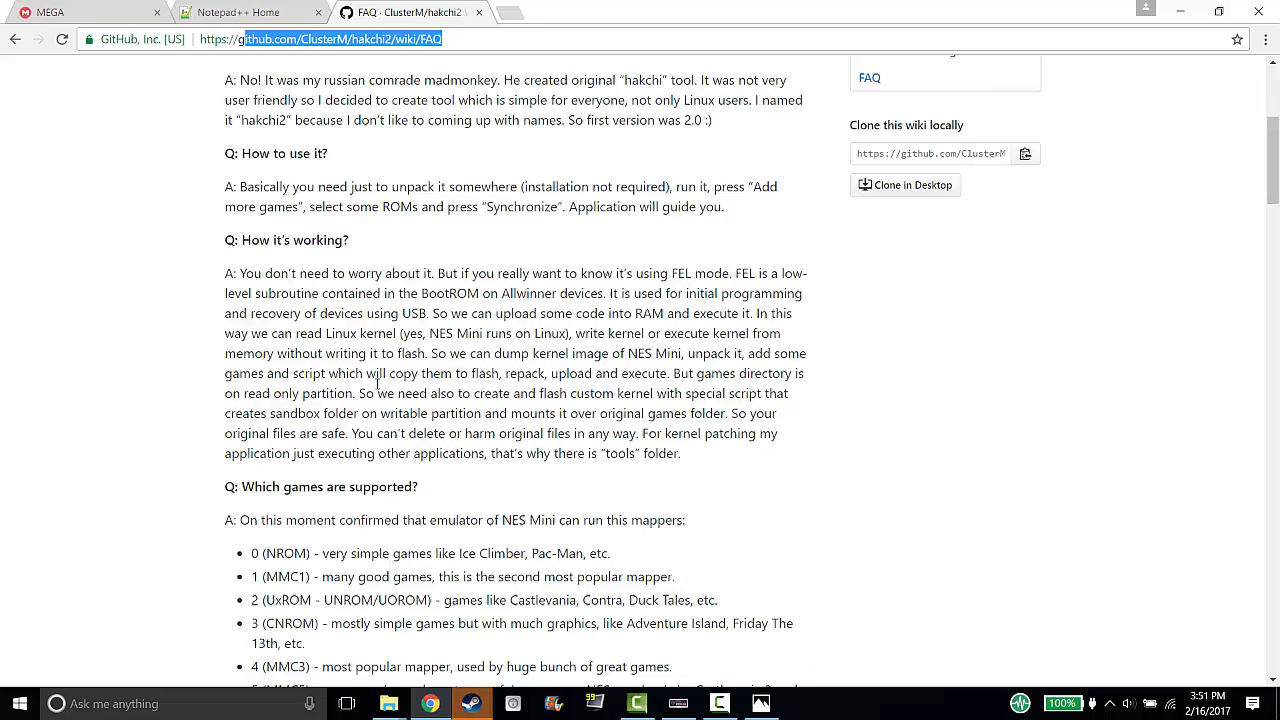 MEGA
Notepad++ Home
FAQ · ClusterM/hakchi2
GitHub, Inc. [US]
https://github.com/ClusterM/hakchi2/wiki/FAQ
A: No! It was my russian comrade madmonkey. He created original “hakchi” tool. It was not very
user friendly so I decided to create tool which is simple for everyone, not only Linux users. I named
it “hakchi2” because I don’t like to coming up with names. So first version was 2.0 :)
Q: How to use it?
A: Basically you need just to unpack it somewhere (installation not required), run it, press “Add
more games”, select some ROMs and press “Synchronize”. Application will guide you.
Q: How it’s working?
A: You don’t need to worry about it. But if you really want to know it’s using FEL mode. FEL is a low-
level subroutine contained in the BootROM on Allwinner devices. It is used for initial programming
and recovery of devices using USB. So we can upload some code into RAM and execute it. In this
way we can read Linux kernel (yes, NES Mini runs on Linux), write kernel or execute kernel from
memory without writing it to flash. So we can dump kernel image of NES Mini, unpack it, add some
games and script which will copy them to flash, repack, upload and execute. But games directory is
on read only partition. So we need also to create and flash custom kernel with special script that
creates sandbox folder on writable partition and mounts it over original games folder. So your
original files are safe. You can’t delete or harm original files in any way. For kernel patching my
application just executing other applications, that’s why there is “tools” folder.
Q: Which games are supported?
A: On this moment confirmed that emulator of NES Mini can run this mappers:
0 (NROM) - very simple games like Ice Climber, Pac-Man, etc.
1 (MMC1) - many good games, this is the second most popular mapper.
2 (UxROM - UNROM/UOROM) - games like Castlevania, Contra, Duck Tales, etc.
3 (CNROM) - mostly simple games but with much graphics, like Adventure Island, Friday The
13th, etc.
4 (MMC3) - most popular mapper, used by huge bunch of great games.
FAQ
Clone this wiki locally
https://github.com/ClusterM
Clone in Desktop
Ask me anything
100%
3:51 PM
2/16/2017